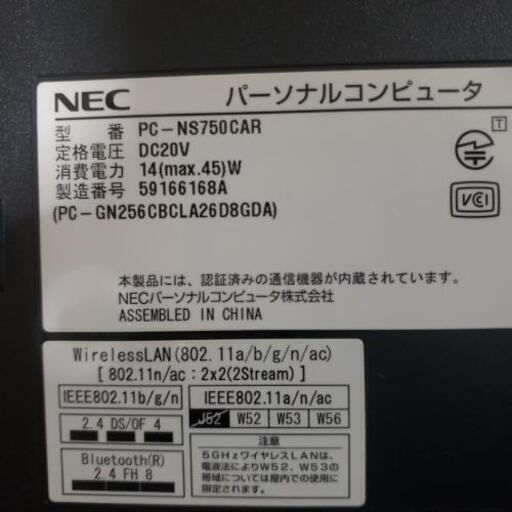 NEC パーソナルコンピュータ
型 番 PC-NS750CAR
定格電圧 DC20V
消費電力 14(max.45)W
製造番号 59166168A
(PC-GN256CBCLA26D8GDA)
T
VCI
本製品には、認証済みの通信機器が内蔵されています。
NECパーソナルコンピュータ株式会社
ASSEMBLED IN CHINA
WirelessLAN(802.11a/b/g/n/ac)
[ 802.11n/ac : 2x2(2Stream) ]
IEEE802.11b/g/n
IEEE802.11a/n/ac
2.4 DS/OF 4
J52 W52 W53 W56
Bluetooth(R)
2.4 FH 8
注意
5GHzワイヤレスLANは、
電波法によりW52、W53の
帯域については屋内での使用に
限定されます。